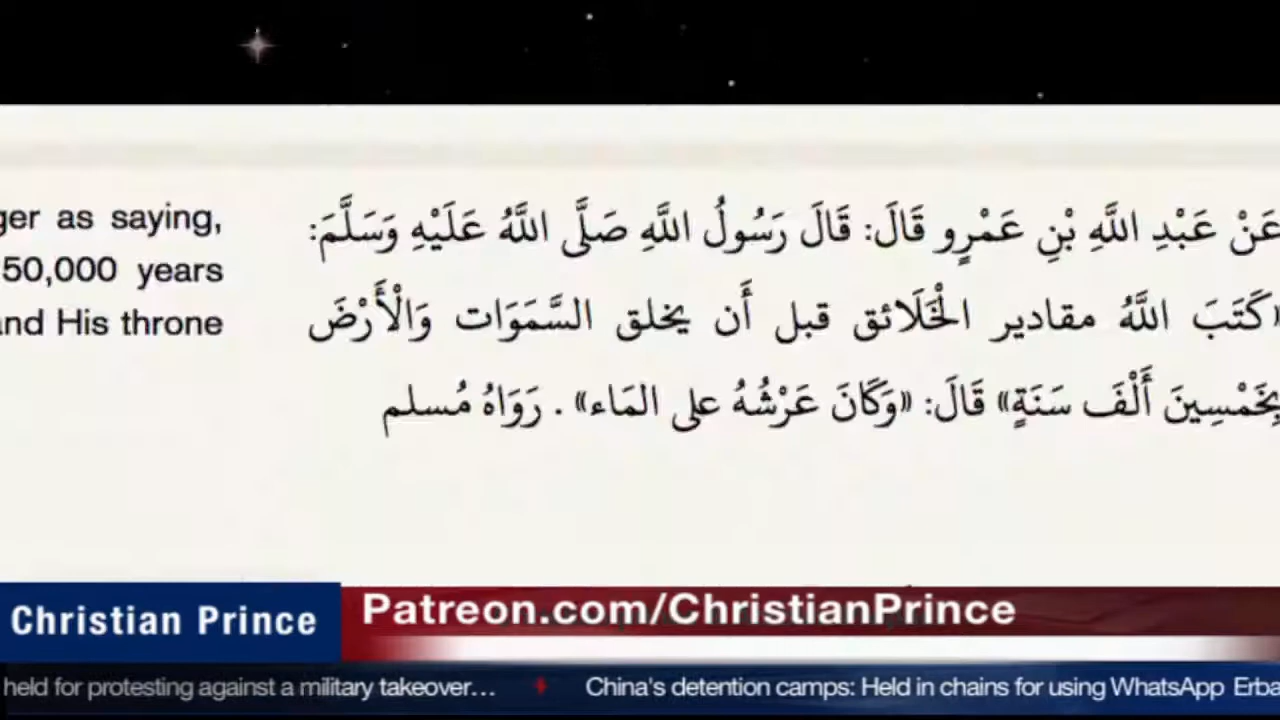 ger as saying,
50,000 years
and His throne
عَنْ عَبْدِ اللَّهِ بْنِ عَمْرٍو قَالَ: قَالَ رَسُولُ اللَّهِ صَلَّى اللَّهُ عَلَيْهِ وَسَلَّمَ:
«كَتَبَ اللَّهُ مقادير الْخَلَائق قبل أَن يخلق السَّمَوَات وَالْأَرْضَ
بِخَمْسِينَ أَلْفَ سَنَةٍ» قَالَ: «وَكَانَ عَرْشُهُ على المَاء» . رَوَاهُ مُسلم
Christian Prince
Patreon.com/ChristianPrince
held for protesting against a military takeover... China's detention camps: Held in chains for using WhatsApp Erba